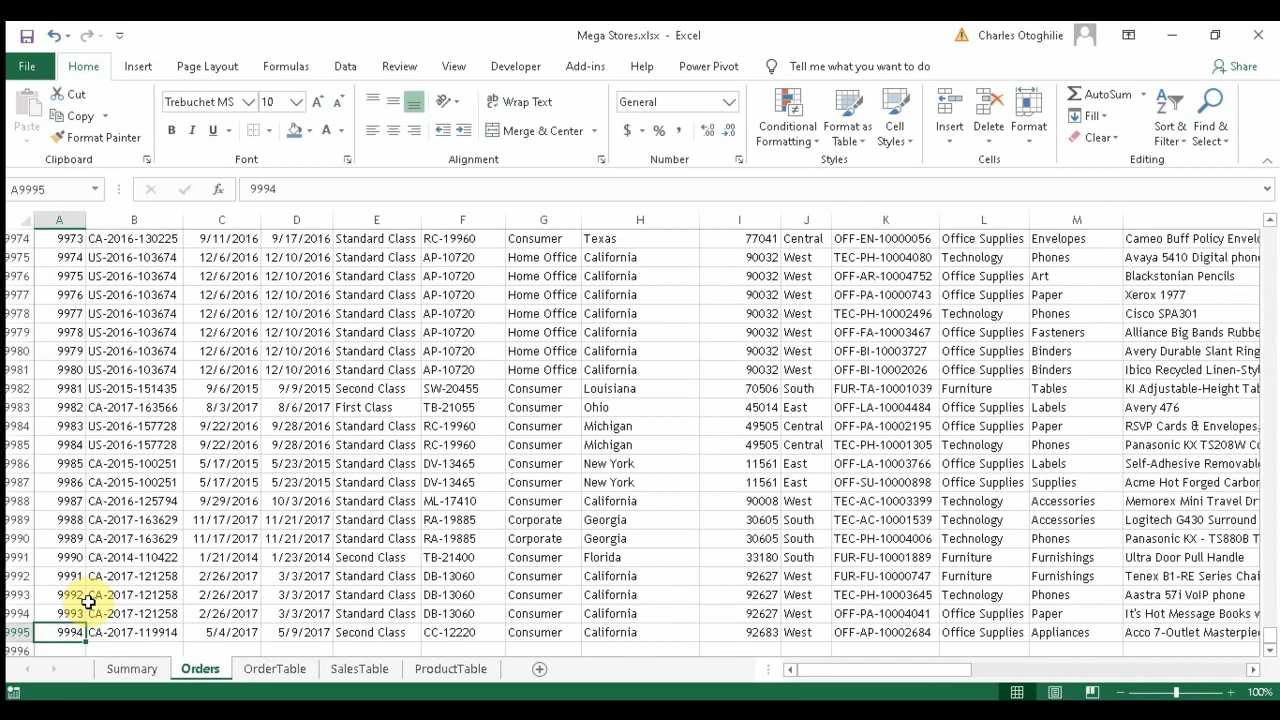 Mega Stores.xlsx - Excel
Charles Otoghilie
File Home Insert Page Layout Formulas Data Review View Developer Add-ins Help Power Pivot Tell me what you want to do Share
Paste Cut Copy Format Painter Clipboard
Trebuchet MS 10 B I U A Font
Wrap Text Merge & Center Alignment
General $ % , Number
Conditional Formatting Format as Table Cell Styles Styles
Insert Delete Format Cells
AutoSum Fill Clear Sort & Filter Find & Select Editing
A9995 fx 9994
A B C D E F G H I J K L M
9974 9973 CA-2016-130225 9/11/2016 9/17/2016 Standard Class RC-19960 Consumer Texas 77041 Central OFF-EN-10000056 Office Supplies Envelopes Cameo Buff Policy Envel
9975 9974 US-2016-103674 12/6/2016 12/10/2016 Standard Class AP-10720 Home Office California 90032 West TEC-PH-10004080 Technology Phones Avaya 5410 Digital phon
9976 9975 US-2016-103674 12/6/2016 12/10/2016 Standard Class AP-10720 Home Office California 90032 West OFF-AR-10004752 Office Supplies Art Blackstonian Pencils
9977 9976 US-2016-103674 12/6/2016 12/10/2016 Standard Class AP-10720 Home Office California 90032 West OFF-PA-10000743 Office Supplies Paper Xerox 1977
9978 9977 US-2016-103674 12/6/2016 12/10/2016 Standard Class AP-10720 Home Office California 90032 West TEC-PH-10002496 Technology Phones Cisco SPA301
9979 9978 US-2016-103674 12/6/2016 12/10/2016 Standard Class AP-10720 Home Office California 90032 West OFF-FA-10003467 Office Supplies Fasteners Alliance Big Bands Rubbe
9980 9979 US-2016-103674 12/6/2016 12/10/2016 Standard Class AP-10720 Home Office California 90032 West OFF-BI-10003727 Office Supplies Binders Avery Durable Slant Ring
9981 9980 US-2016-103674 12/6/2016 12/10/2016 Standard Class AP-10720 Home Office California 90032 West OFF-BI-10002026 Office Supplies Binders Ibico Recycled Linen-Sty
9982 9981 US-2015-151435 9/6/2015 9/9/2015 Second Class SW-20455 Consumer Louisiana 70506 South FUR-TA-10001039 Furniture Tables KI Adjustable-Height Tab
9983 9982 CA-2017-163566 8/3/2017 8/6/2017 First Class TB-21055 Consumer Ohio 45014 East OFF-LA-10004484 Office Supplies Labels Avery 476
9984 9983 US-2016-157728 9/22/2016 9/28/2016 Standard Class RC-19960 Consumer Michigan 49505 Central OFF-PA-10002195 Office Supplies Paper RSVP Cards & Envelopes,
9985 9984 US-2016-157728 9/22/2016 9/28/2016 Standard Class RC-19960 Consumer Michigan 49505 Central TEC-PH-10001305 Technology Phones Panasonic KX TS208W Co
9986 9985 CA-2015-100251 5/17/2015 5/23/2015 Standard Class DV-13465 Consumer New York 11561 East OFF-LA-10003766 Office Supplies Labels Self-Adhesive Removabl
9987 9986 CA-2015-100251 5/17/2015 5/23/2015 Standard Class DV-13465 Consumer New York 11561 East OFF-SU-10000898 Office Supplies Supplies Acme Hot Forged Carbor
9988 9987 CA-2016-125794 9/29/2016 10/3/2016 Standard Class ML-17410 Consumer California 90008 West TEC-AC-10003399 Technology Accessories Memorex Mini Travel Dr
9989 9988 CA-2017-163629 11/17/2017 11/21/2017 Standard Class RA-19885 Corporate Georgia 30605 South TEC-AC-10001539 Technology Accessories Logitech G430 Surround
9990 9989 CA-2017-163629 11/17/2017 11/21/2017 Standard Class RA-19885 Corporate Georgia 30605 South TEC-PH-10004006 Technology Phones Panasonic KX - TS880B T
9991 9990 CA-2014-110422 1/21/2014 1/23/2014 Second Class TB-21400 Consumer Florida 33180 South FUR-FU-10001889 Furniture Furnishings Ultra Door Pull Handle
9992 9991 CA-2017-121258 2/26/2017 3/3/2017 Standard Class DB-13060 Consumer California 92627 West FUR-FU-10000747 Furniture Furnishings Tenex B1-RE Series Chai
9993 9992 CA-2017-121258 2/26/2017 3/3/2017 Standard Class DB-13060 Consumer California 92627 West TEC-PH-10003645 Technology Phones Aastra 57i VoIP phone
9994 9993 CA-2017-121258 2/26/2017 3/3/2017 Standard Class DB-13060 Consumer California 92627 West OFF-PA-10004041 Office Supplies Paper It's Hot Message Books w
9995 9994 CA-2017-119914 5/4/2017 5/9/2017 Second Class CC-12220 Consumer California 92683 West OFF-AP-10002684 Office Supplies Appliances Acco 7-Outlet Masterpie
9996
Summary Orders OrderTable SalesTable ProductTable
100%